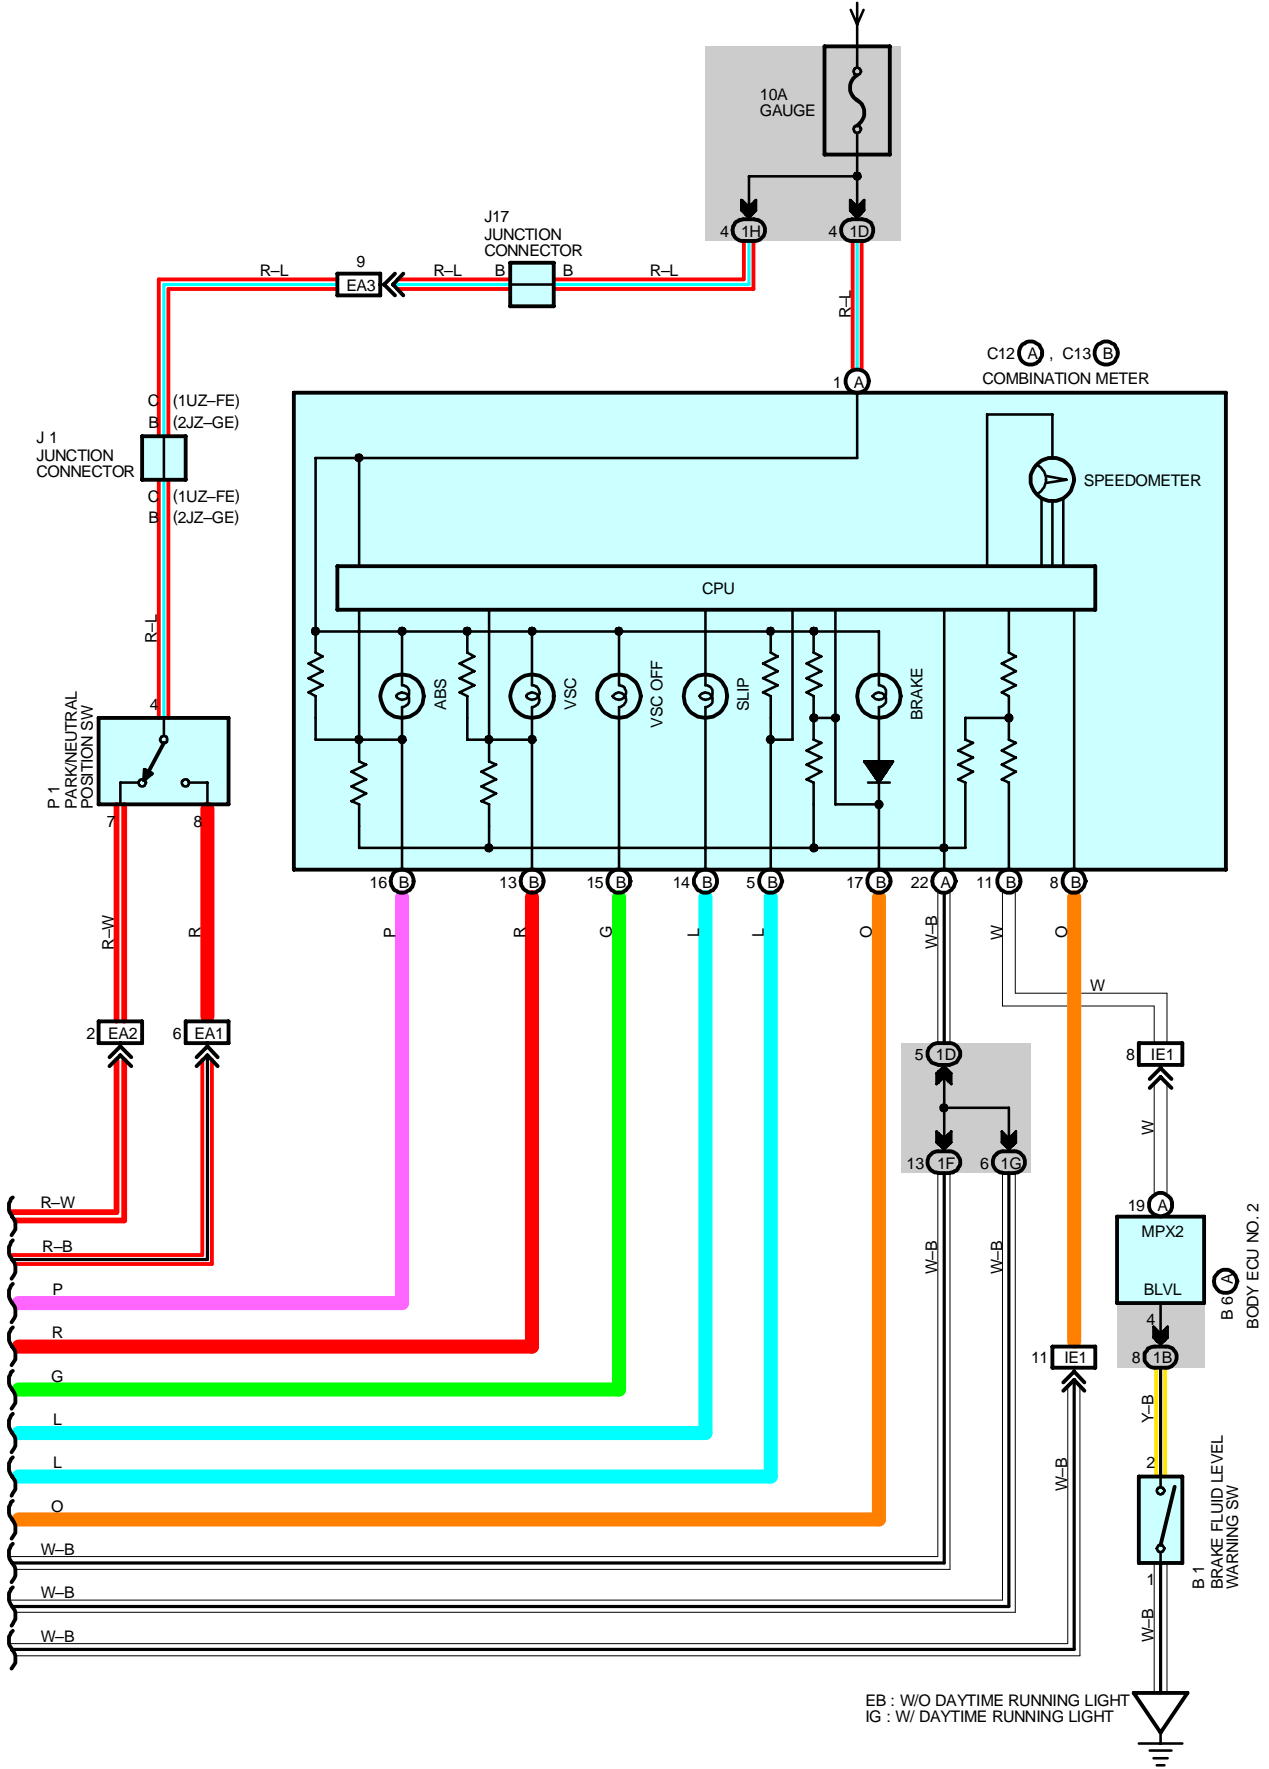 10A
GAUGE
4 1H
4 1D
J17
JUNCTION
CONNECTOR
R–L
9
EA3
R–L
B
B
R–L
R–L
C12 A , C13 B
COMBINATION METER
1 A
C (1UZ–FE)
B (2JZ–GE)
J 1
JUNCTION
CONNECTOR
C (1UZ–FE)
B (2JZ–GE)
SPEEDOMETER
CPU
R–L
ABS
VSC
VSC OFF
SLIP
BRAKE
4
P 1
PARK/NEUTRAL
POSITION SW
7
8
16 B
13 B
15 B
14 B
5 B
17 B
22 A
11 B
8 B
R–W
R
P
R
G
L
L
O
W–B
W
O
W
2 EA2
6 EA1
5 1D
8 IE1
W
13 1F
6 1G
R–W
R–B
P
R
G
L
L
O
W–B
W–B
W–B
W–B
W–B
19 A
MPX2
BLVL
B 6 A
BODY ECU NO. 2
4
8 1B
11 IE1
Y–B
W–B
2
B 1
BRAKE FLUID LEVEL
WARNING SW
1
W–B
EB : W/O DAYTIME RUNNING LIGHT
IG : W/ DAYTIME RUNNING LIGHT